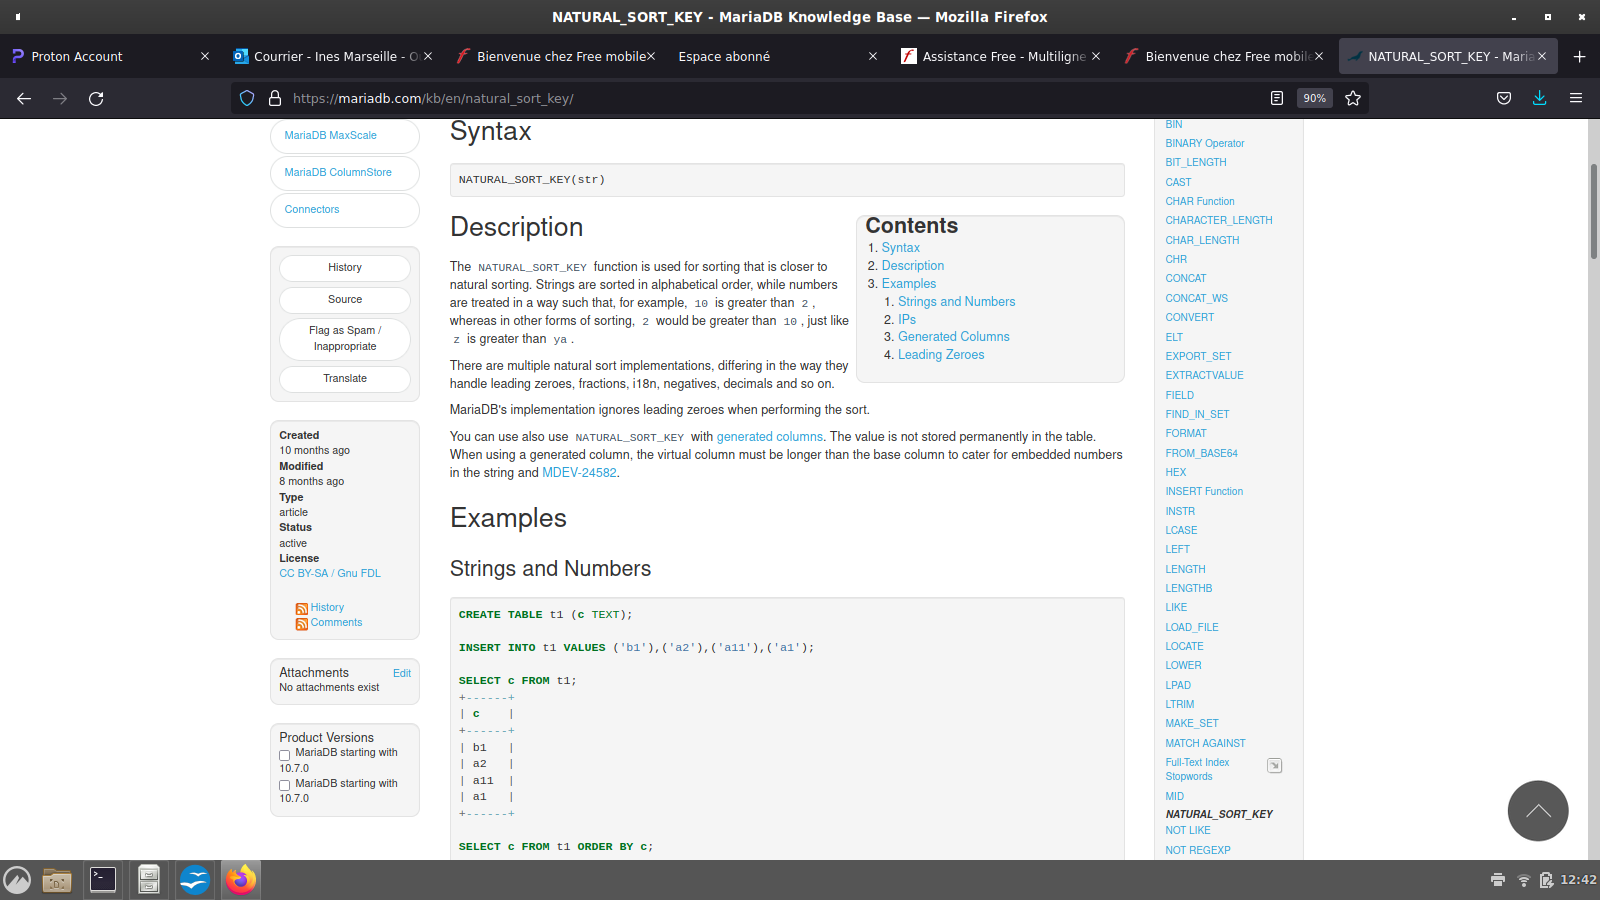 NATURAL_SORT_KEY - MariaDB Knowledge Base — Mozilla Firefox
Proton Account
Courrier - Ines Marseille - O
Bienvenue chez Free mobile
Espace abonné
Assistance Free - Multiligne
Bienvenue chez Free mobile
NATURAL_SORT_KEY - Maria
https://mariadb.com/kb/en/natural_sort_key/
90%
MariaDB MaxScale
MariaDB ColumnStore
Connectors
History
Source
Flag as Spam /
Inappropriate
Translate
Created
10 months ago
Modified
8 months ago
Type
article
Status
active
License
CC BY-SA / Gnu FDL
History
Comments
Attachments Edit
No attachments exist
Product Versions
MariaDB starting with
10.7.0
MariaDB starting with
10.7.0
Syntax
NATURAL_SORT_KEY(str)
Description
The NATURAL_SORT_KEY function is used for sorting that is closer to
natural sorting. Strings are sorted in alphabetical order, while numbers
are treated in a way such that, for example, 10 is greater than 2 ,
whereas in other forms of sorting, 2 would be greater than 10 , just like
z is greater than ya .
There are multiple natural sort implementations, differing in the way they
handle leading zeroes, fractions, i18n, negatives, decimals and so on.
MariaDB's implementation ignores leading zeroes when performing the sort.
You can use also use NATURAL_SORT_KEY with generated columns. The value is not stored permanently in the table.
When using a generated column, the virtual column must be longer than the base column to cater for embedded numbers
in the string and MDEV-24582.
Contents
1. Syntax
2. Description
3. Examples
1. Strings and Numbers
2. IPs
3. Generated Columns
4. Leading Zeroes
Examples
Strings and Numbers
CREATE TABLE t1 (c TEXT);
INSERT INTO t1 VALUES ('b1'),('a2'),('a11'),('a1');
SELECT c FROM t1;
+------+
| c    |
+------+
| b1   |
| a2   |
| a11  |
| a1   |
+------+
SELECT c FROM t1 ORDER BY c;
BIN
BINARY Operator
BIT_LENGTH
CAST
CHAR Function
CHARACTER_LENGTH
CHAR_LENGTH
CHR
CONCAT
CONCAT_WS
CONVERT
ELT
EXPORT_SET
EXTRACTVALUE
FIELD
FIND_IN_SET
FORMAT
FROM_BASE64
HEX
INSERT Function
INSTR
LCASE
LEFT
LENGTH
LENGTHB
LIKE
LOAD_FILE
LOCATE
LOWER
LPAD
LTRIM
MAKE_SET
MATCH AGAINST
Full-Text Index
Stopwords
MID
NATURAL_SORT_KEY
NOT LIKE
NOT REGEXP
12:42